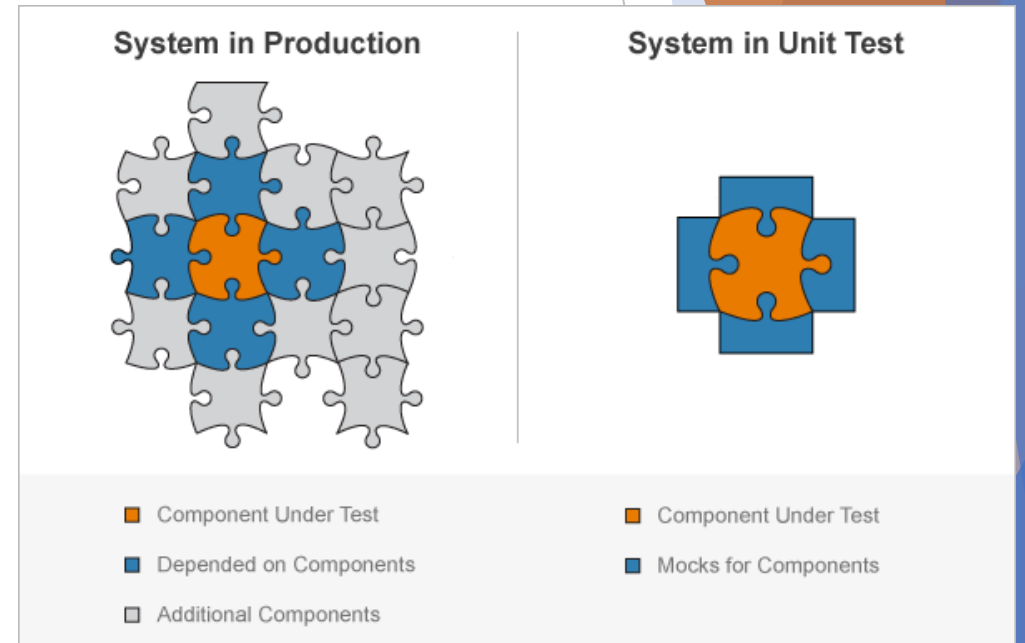 System in Production
System in Unit Test
Component Under Test
Depended on Components
Additional Components
Component Under Test
Mocks for Components